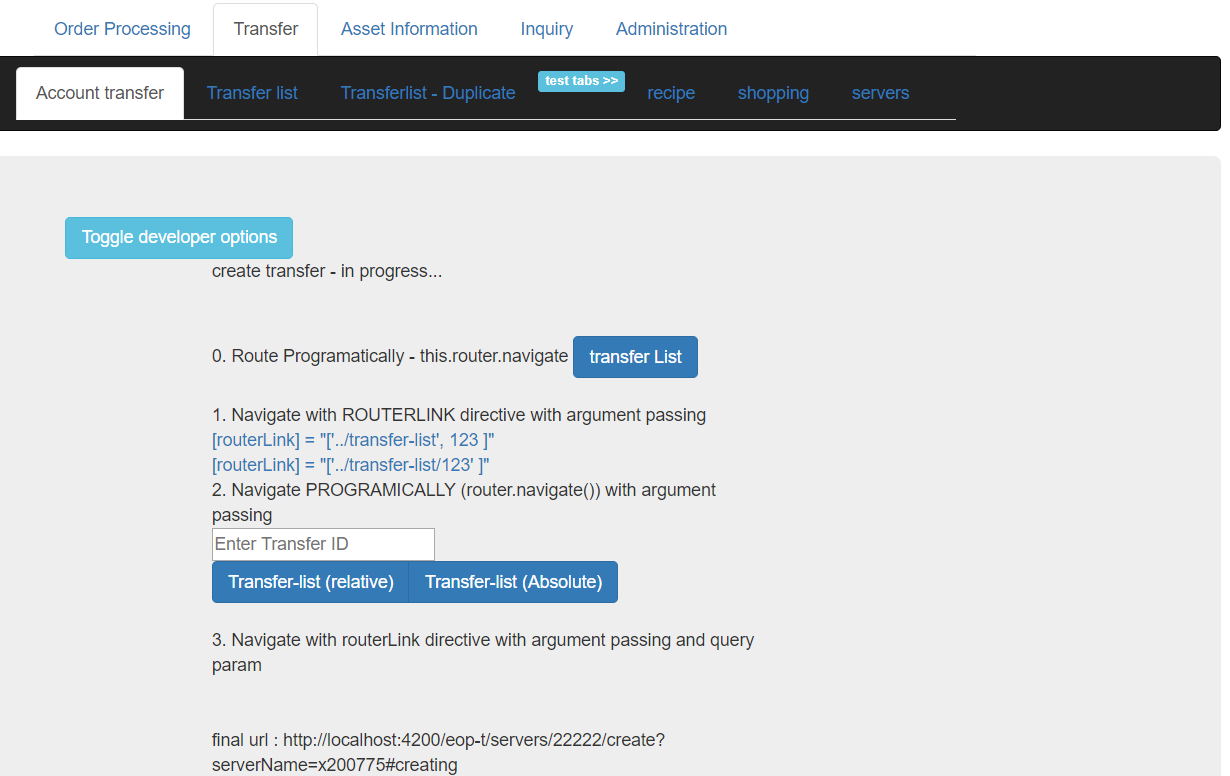 Order Processing Transfer Asset Information Inquiry Administration
Account transfer Transfer list Transferlist - Duplicate test tabs >> recipe shopping servers
Toggle developer options
create transfer - in progress...
0. Route Programatically - this.router.navigate transfer List
1. Navigate with ROUTERLINK directive with argument passing
[routerLink] = "['../transfer-list', 123 ]"
[routerLink] = "['../transfer-list/123' ]"
2. Navigate PROGRAMICALLY (router.navigate()) with argument
passing
Enter Transfer ID
Transfer-list (relative) Transfer-list (Absolute)
3. Navigate with routerLink directive with argument passing and query
param
final url : http://localhost:4200/eop-t/servers/22222/create?
serverName=x200775#creating